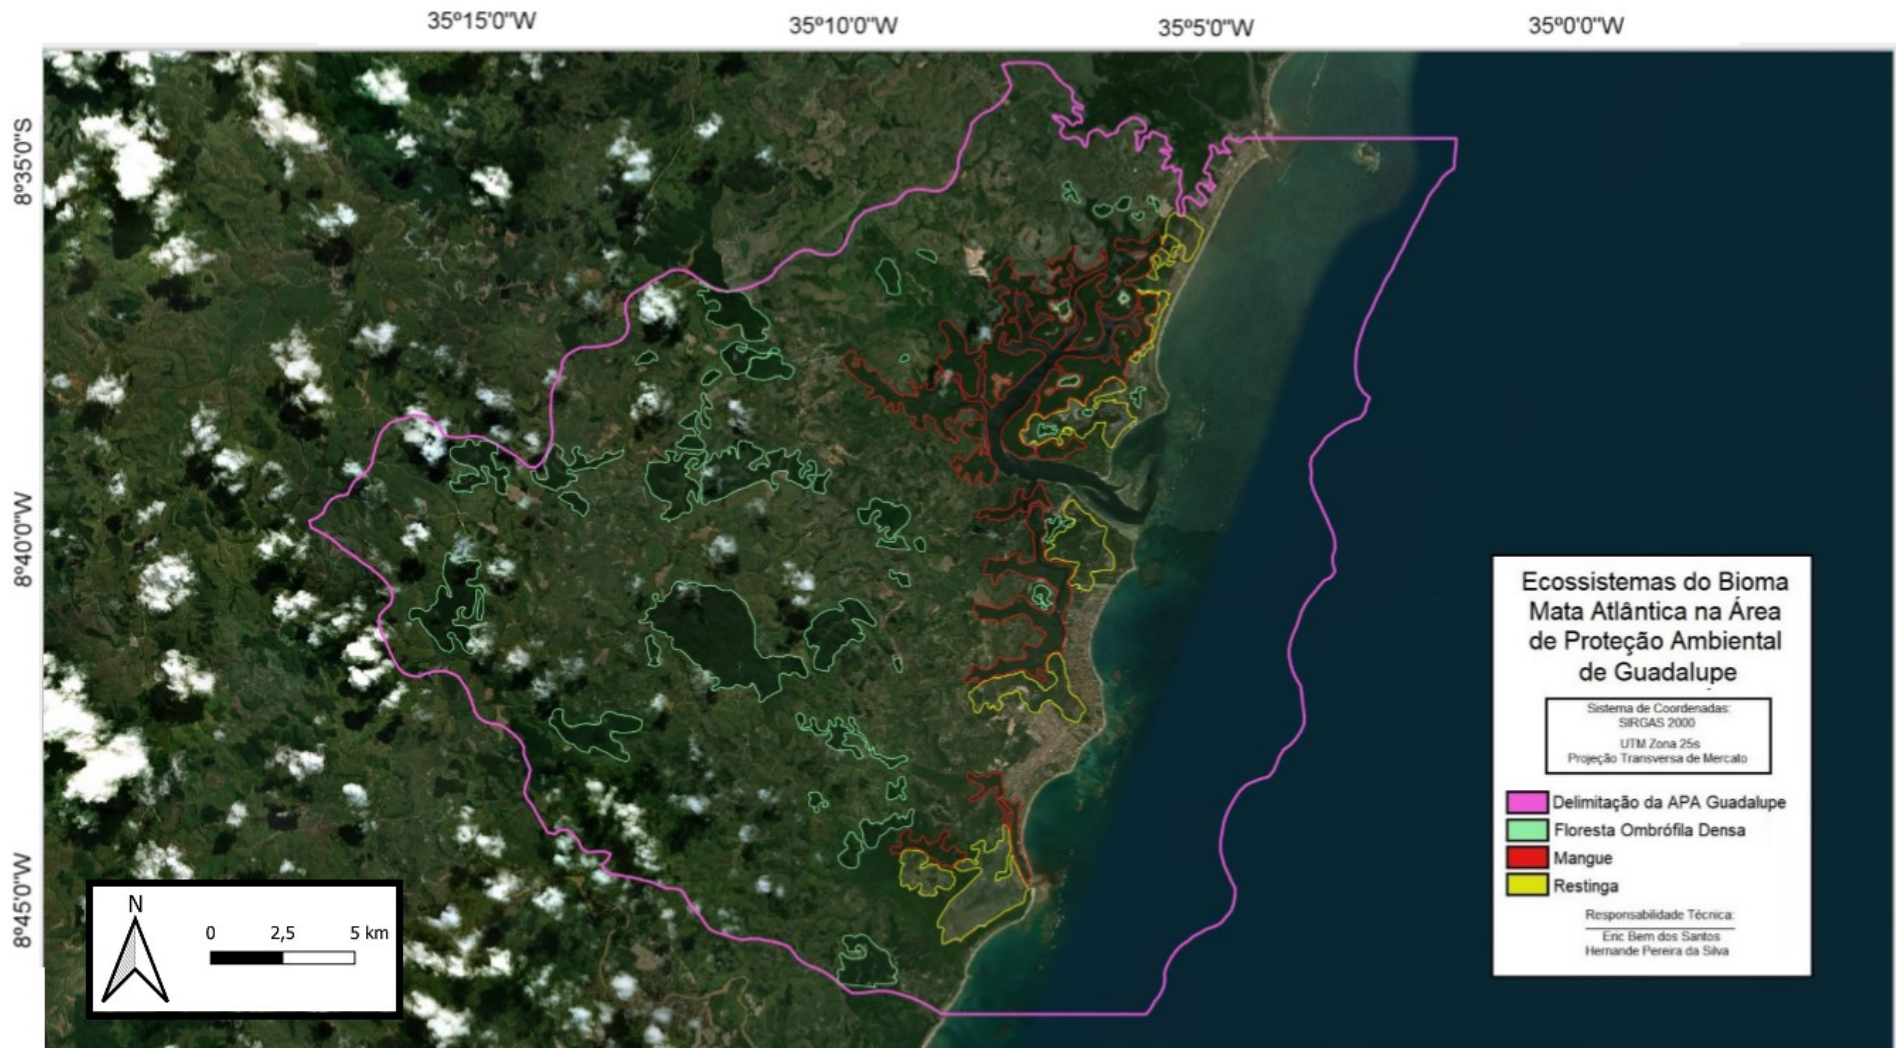 35º15'0"W
35º10'0"W
35º5'0"W
35º0'0"W
8º35'0"S
8º40'0"W
8º45'0"W
Ecossistemas do Bioma
Mata Atlântica na Área
de Proteção Ambiental
de Guadalupe
Sistema de Coordenadas:
SIRGAS 2000
UTM Zona 25s
Projeção Transversa de Mercato
Delimitação da APA Guadalupe
Floresta Ombrófila Densa
Mangue
Restinga
Responsabilidade Técnica:
Eric Bem dos Santos
Hernande Pereira da Silva
N
0 2,5 5 km